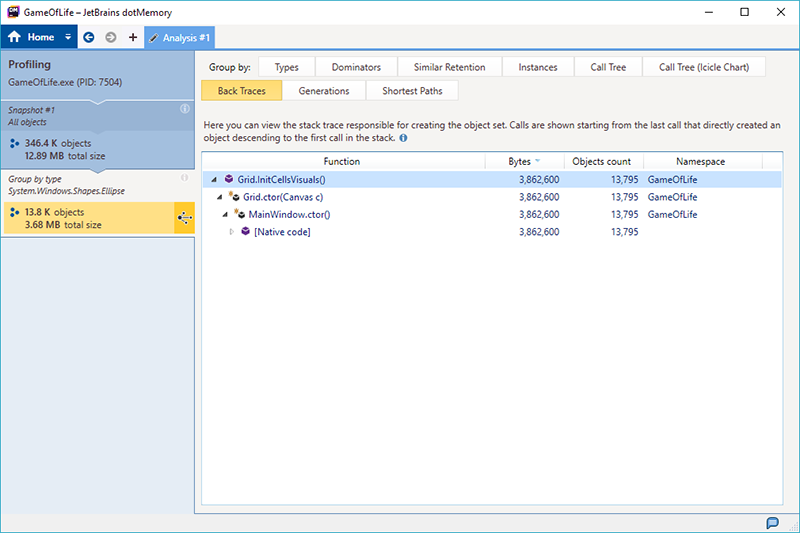 GameOfLife – JetBrains dotMemory
Home
Analysis #1
Profiling
GameOfLife.exe (PID: 7504)
Snapshot #1
All objects
346.4 K objects
12.89 MB total size
Group by type
System.Windows.Shapes.Ellipse
13.8 K objects
3.68 MB total size
Group by: Types Dominators Similar Retention Instances Call Tree Call Tree (Icicle Chart)
Back Traces Generations Shortest Paths
Here you can view the stack trace responsible for creating the object set. Calls are shown starting from the last call that directly created an
object descending to the first call in the stack.
Function Bytes Objects count Namespace
Grid.InitCellsVisuals() 3,862,600 13,795 GameOfLife
Grid.ctor(Canvas c) 3,862,600 13,795 GameOfLife
MainWindow.ctor() 3,862,600 13,795 GameOfLife
[Native code] 3,862,600 13,795